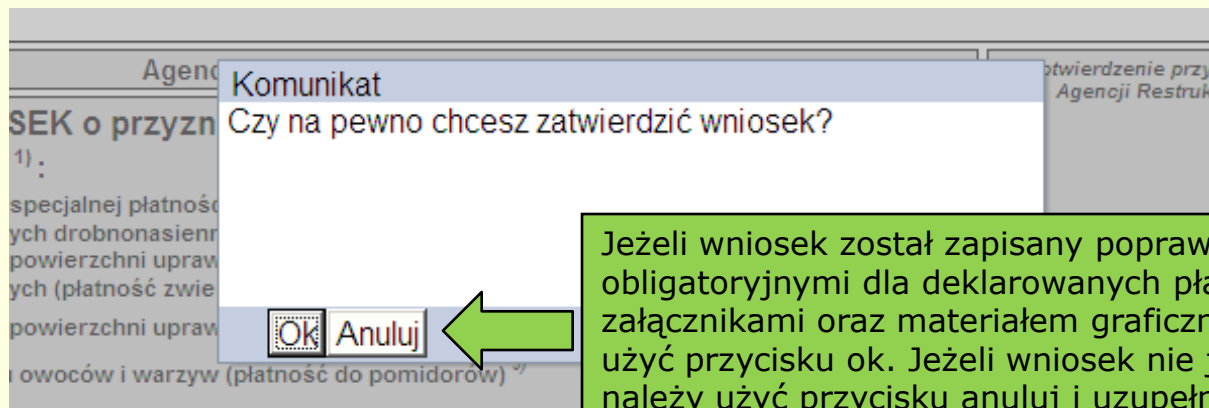 Agenc
SEK o przyzn
1) :
specjalnej płatnośc
ych drobnonasienn
powierzchni upraw
ych (płatność zwie
powierzchni upraw
owoców i warzyw (płatność do pomidorów)
Komunikat
Czy na pewno chcesz zatwierdzić wniosek?
Ok Anuluj
otwierdzenie przy
Agencji Restruk
Jeżeli wniosek został zapisany popraw
obligatoryjnymi dla deklarowanych pła
załącznikami oraz materiałem graficzn
użyć przycisku ok. Jeżeli wniosek nie j
należy użyć przycisku anuluj i uzupełn